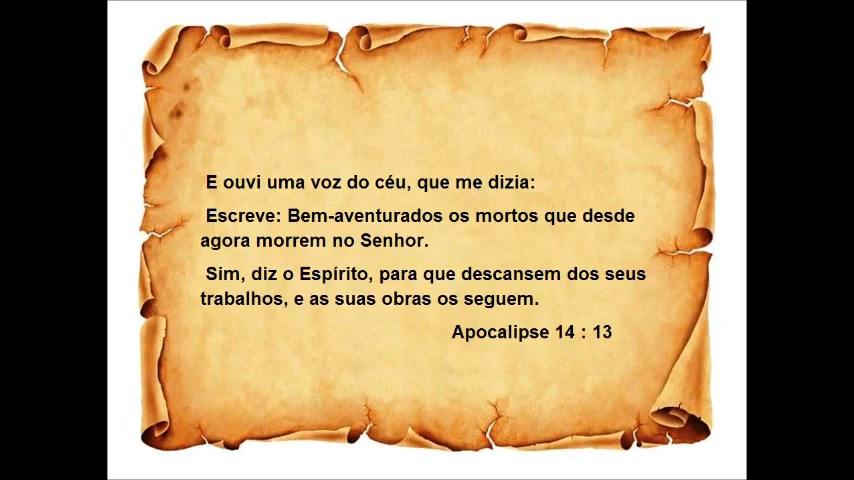 E ouvi uma voz do céu, que me dizia:
Escreve: Bem-aventurados os mortos que desde
agora morrem no Senhor.
Sim, diz o Espírito, para que descansem dos seus
trabalhos, e as suas obras os seguem.
Apocalipse 14 : 13